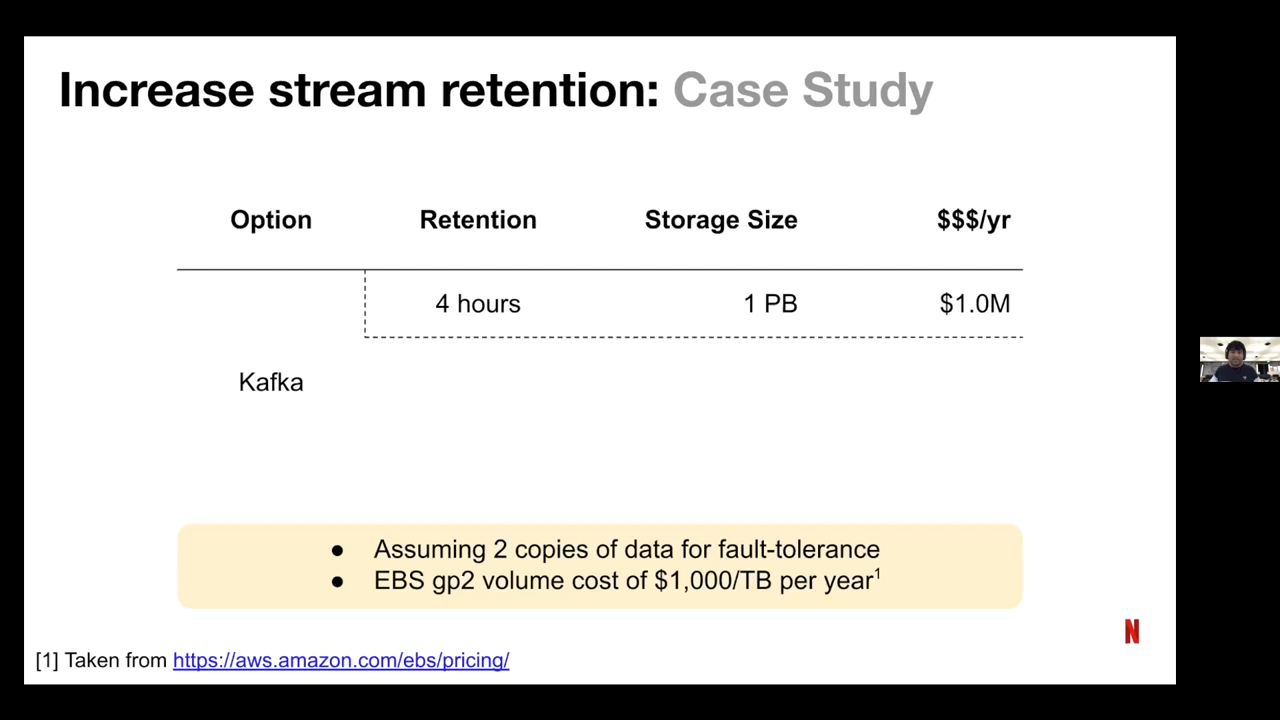 Increase stream retention: Case Study
Option Retention Storage Size $$$/yr
4 hours 1 PB $1.0M
Kafka
● Assuming 2 copies of data for fault-tolerance
● EBS gp2 volume cost of $1,000/TB per year1
N
[1] Taken from https://aws.amazon.com/ebs/pricing/